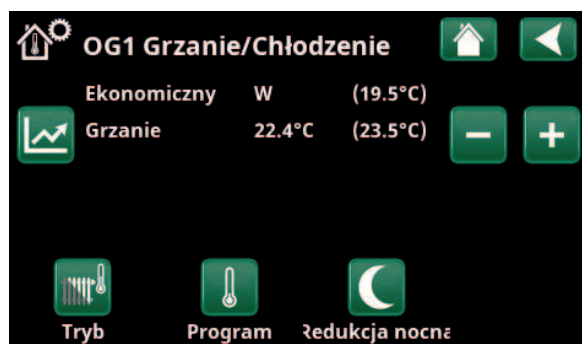 OG1 Grzanie/Chłodzenie
Ekonomiczny W (19.5°C)
Grzanie 22.4°C (23.5°C)
Tryb Program Redukcja nocna